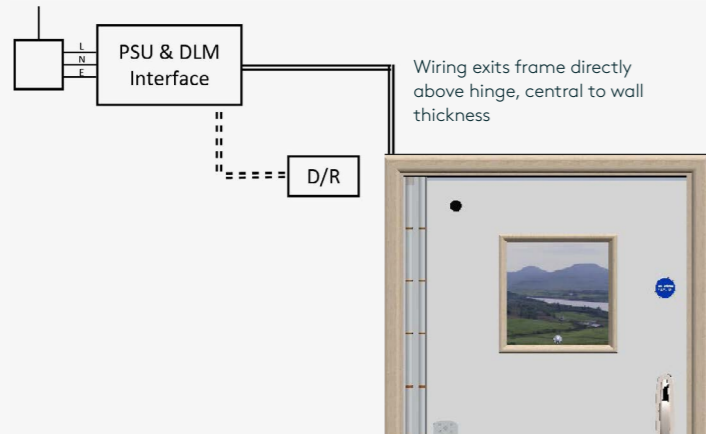 L
N
E
PSU & DLM
Interface
D/R
Wiring exits frame directly
above hinge, central to wall
thickness